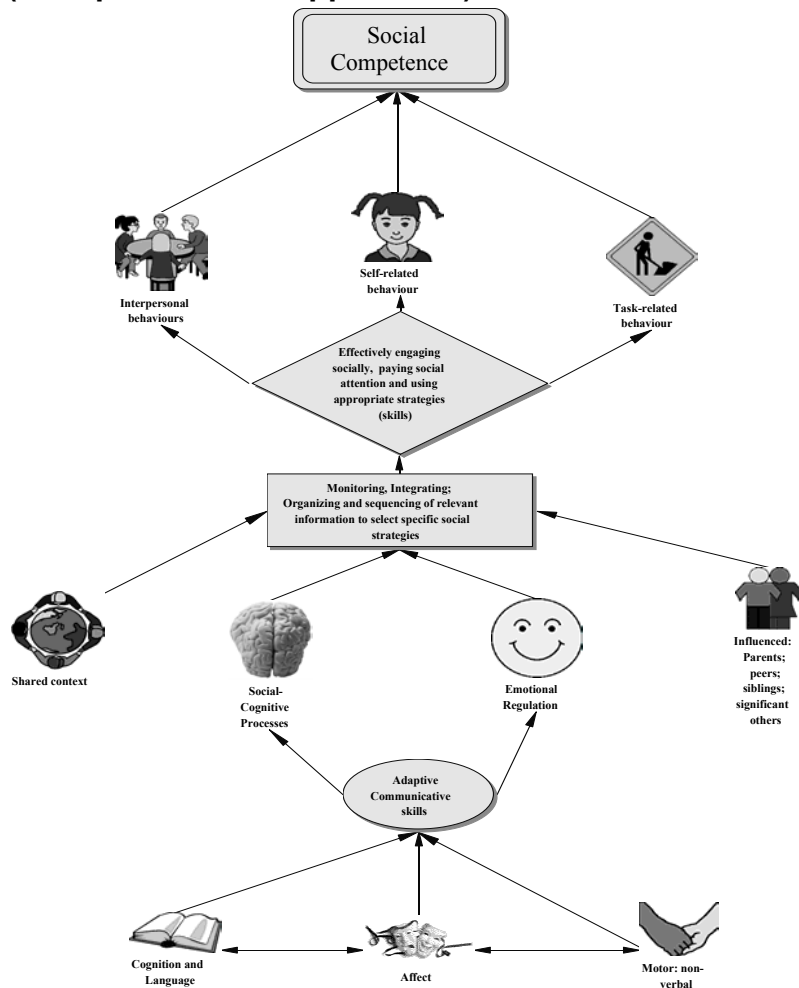 Social
Competence
Self-related
behaviour
Interpersonal
behaviours
Task-related
behaviour
Effectively engaging
socially, paying social
attention and using
appropriate strategies
(skills)
Monitoring, Integrating;
Organizing and sequencing of relevant
information to select specific social
strategies
Shared context
Social-
Cognitive
Processes
Emotional
Regulation
Influenced:
Parents;
peers;
siblings;
significant
others
Adaptive
Communicative
skills
Cognition and
Language
Affect
Motor: non-
verbal